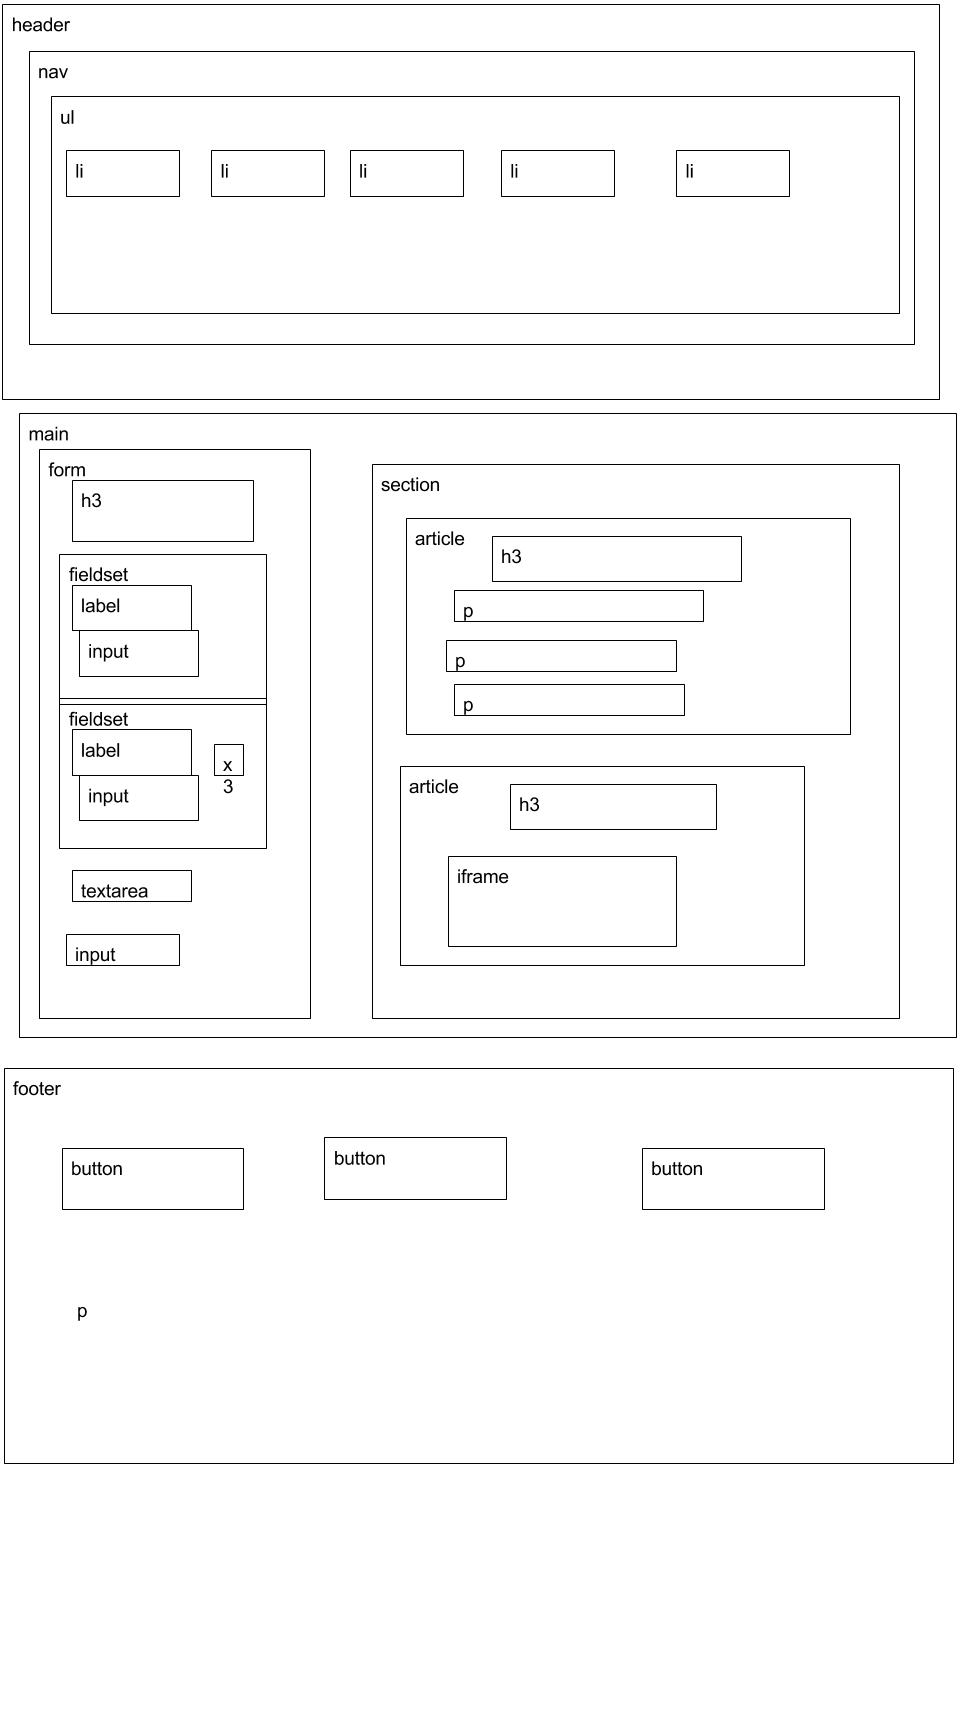 header
nav
ul
li
li
li
li
li
main
form
h3
fieldset
label
input
fieldset
label
x
3
input
textarea
input
section
article
h3
p
p
p
article
h3
iframe
footer
button
button
button
p